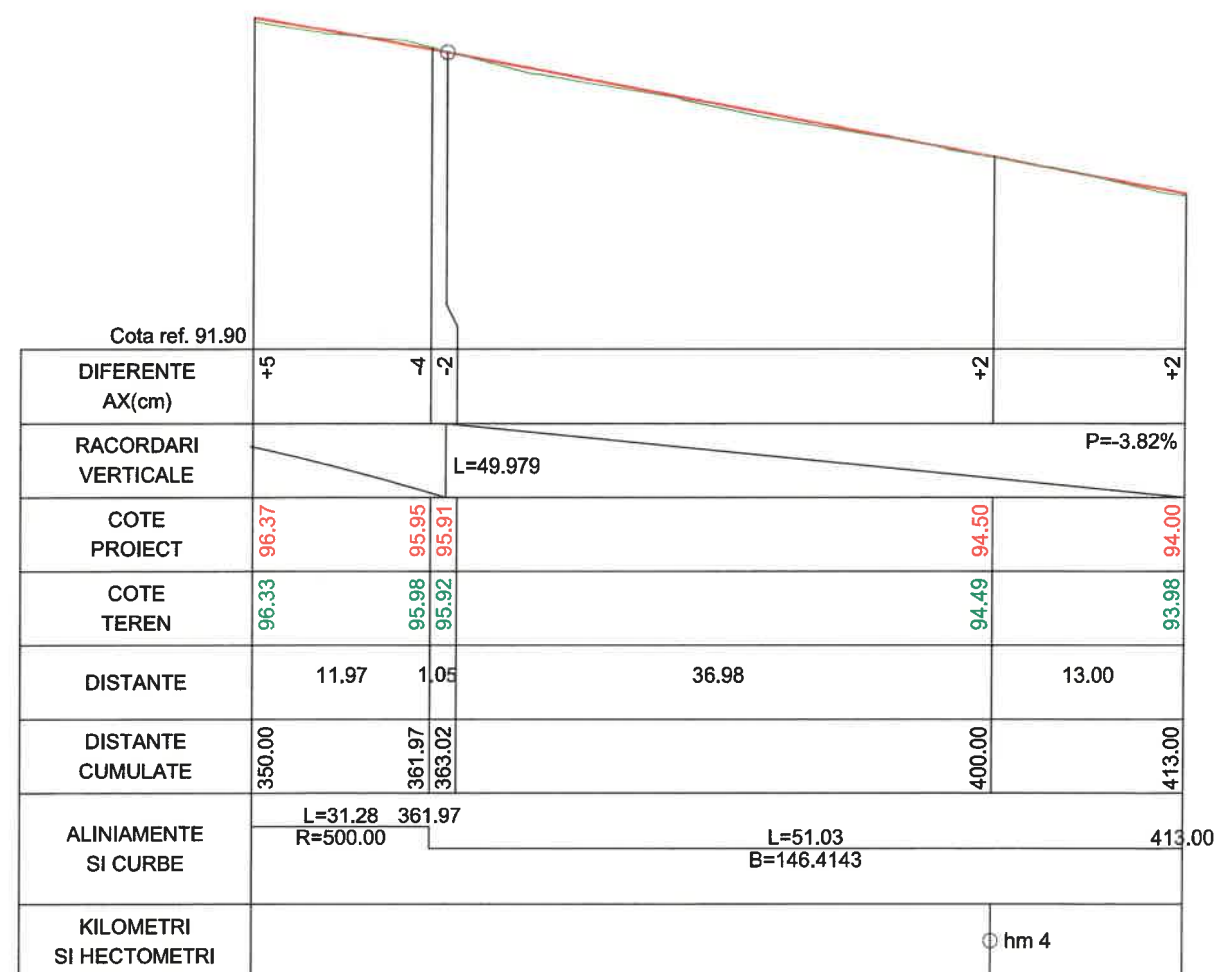 Cota ref. 91.90
DIFERENTE
AX(cm)
+5
-4
-2
+2
+2
RACORDARI
VERTICALE
L=49.979
P=-3.82%
COTE
PROIECT
96.37
95.95
95.91
94.50
94.00
COTE
TEREN
96.33
95.98
95.92
94.49
93.98
DISTANTE
11.97
1.05
36.98
13.00
DISTANTE
CUMULATE
350.00
361.97
363.02
400.00
413.00
ALINIAMENTE
SI CURBE
L=31.28
361.97
R=500.00
L=51.03
413.00
B=146.4143
KILOMETRI
SI HECTOMETRI
hm 4